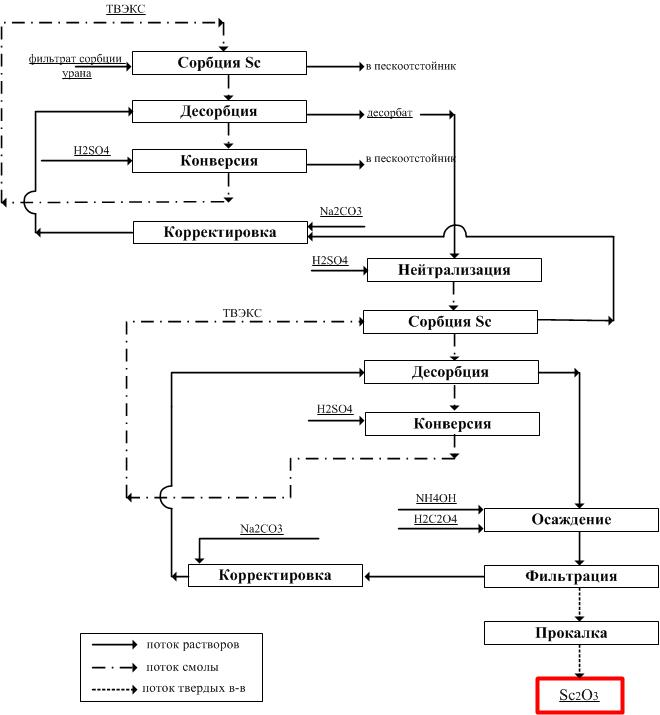 ТВЭКС
фильтрат сорбции
урана
Сорбция Sc
в пескоотстойник
Десорбция
десорбат
H2SO4
Конверсия
в пескоотстойник
Na2CO3
Корректировка
H2SO4
Нейтрализация
ТВЭКС
Сорбция Sc
Десорбция
H2SO4
Конверсия
NH4OH
H2C2O4
Осаждение
Na2CO3
Корректировка
Фильтрация
Прокалка
поток растворов
поток смолы
поток твердых в-в
Sc2O3